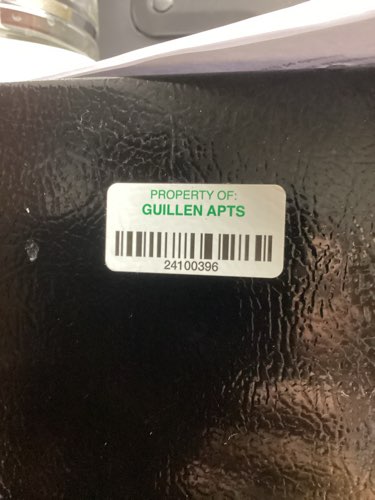 PROPERTY OF:
GUILLEN APTS
24100396